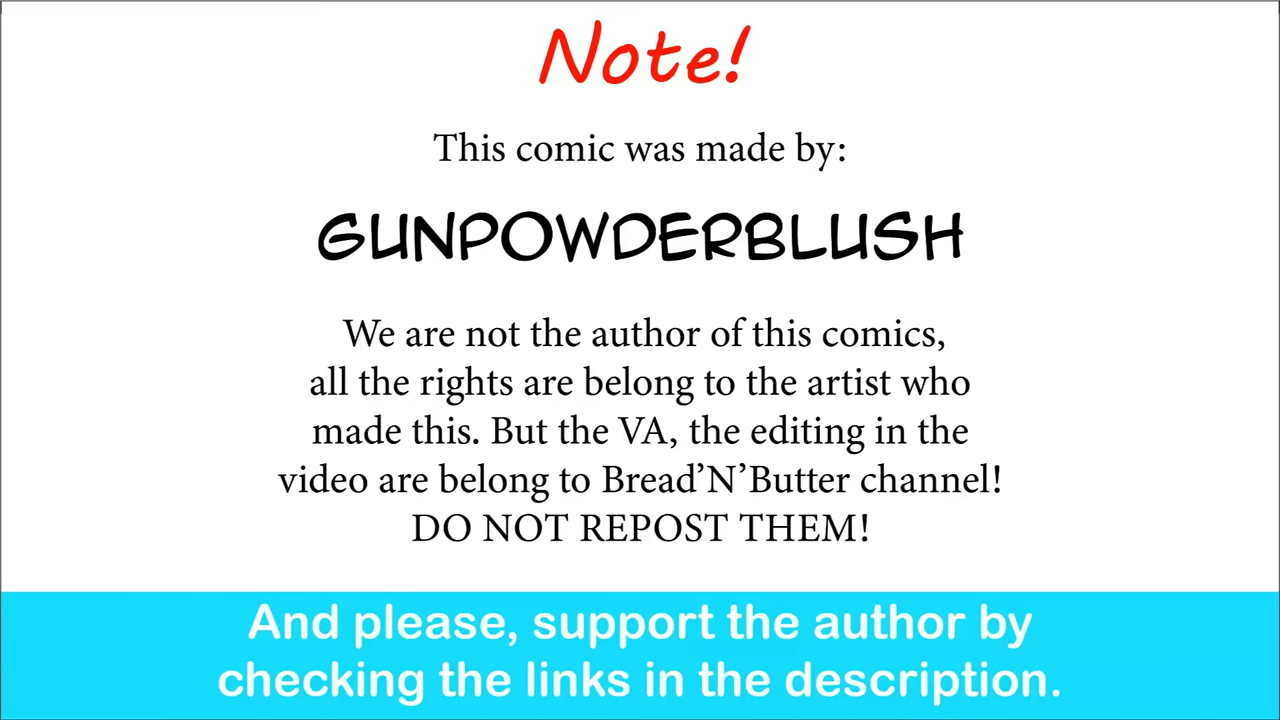 Note!
This comic was made by:
GUNPOWDERBLUSH
We are not the author of this comics,
all the rights are belong to the artist who
made this. But the VA, the editing in the
video are belong to Bread’N’Butter channel!
DO NOT REPOST THEM!
And please, support the author by
checking the links in the description.